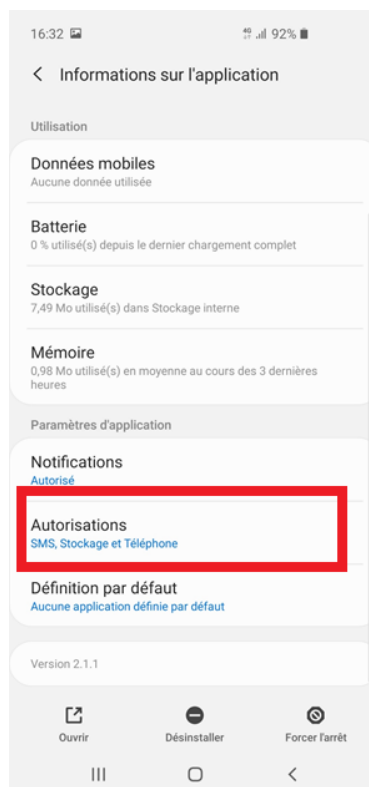 16:32 4G 92%
Informations sur l'application
Utilisation
Données mobiles
Aucune donnée utilisée
Batterie
0 % utilisé(s) depuis le dernier chargement complet
Stockage
7,49 Mo utilisé(s) dans Stockage interne
Mémoire
0,98 Mo utilisé(s) en moyenne au cours des 3 dernières
heures
Paramètres d'application
Notifications
Autorisé
Autorisations
SMS, Stockage et Téléphone
Définition par défaut
Aucune application définie par défaut
Version 2.1.1
Ouvrir Désinstaller Forcer l'arrêt